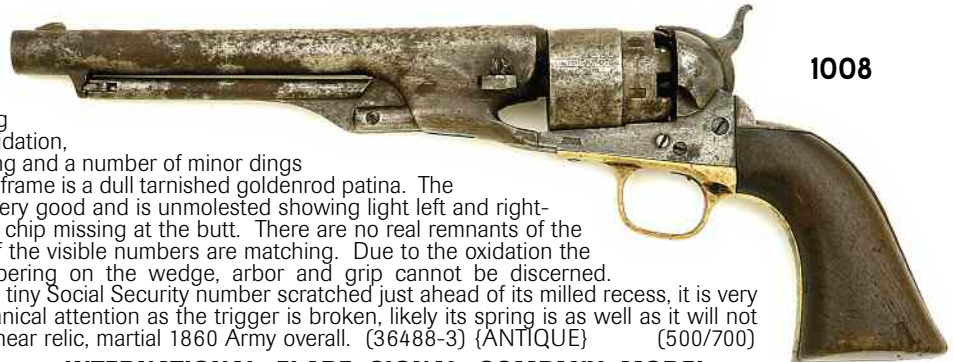 1008
dation,
ng and a number of minor dings
frame is a dull tarnished goldenrod patina. The
ery good and is unmolested showing light left and right-
chip missing at the butt. There are no real remnants of the
f the visible numbers are matching. Due to the oxidation the
bering on the wedge, arbor and grip cannot be discerned.
tiny Social Security number scratched just ahead of its milled recess, it is very
anical attention as the trigger is broken, likely its spring is as well as it will not
near relic, martial 1860 Army overall. (36488-3) {ANTIQUE} (500/700)
INTERNATIONAL FLARE SIGNAL COMPANY MODEL